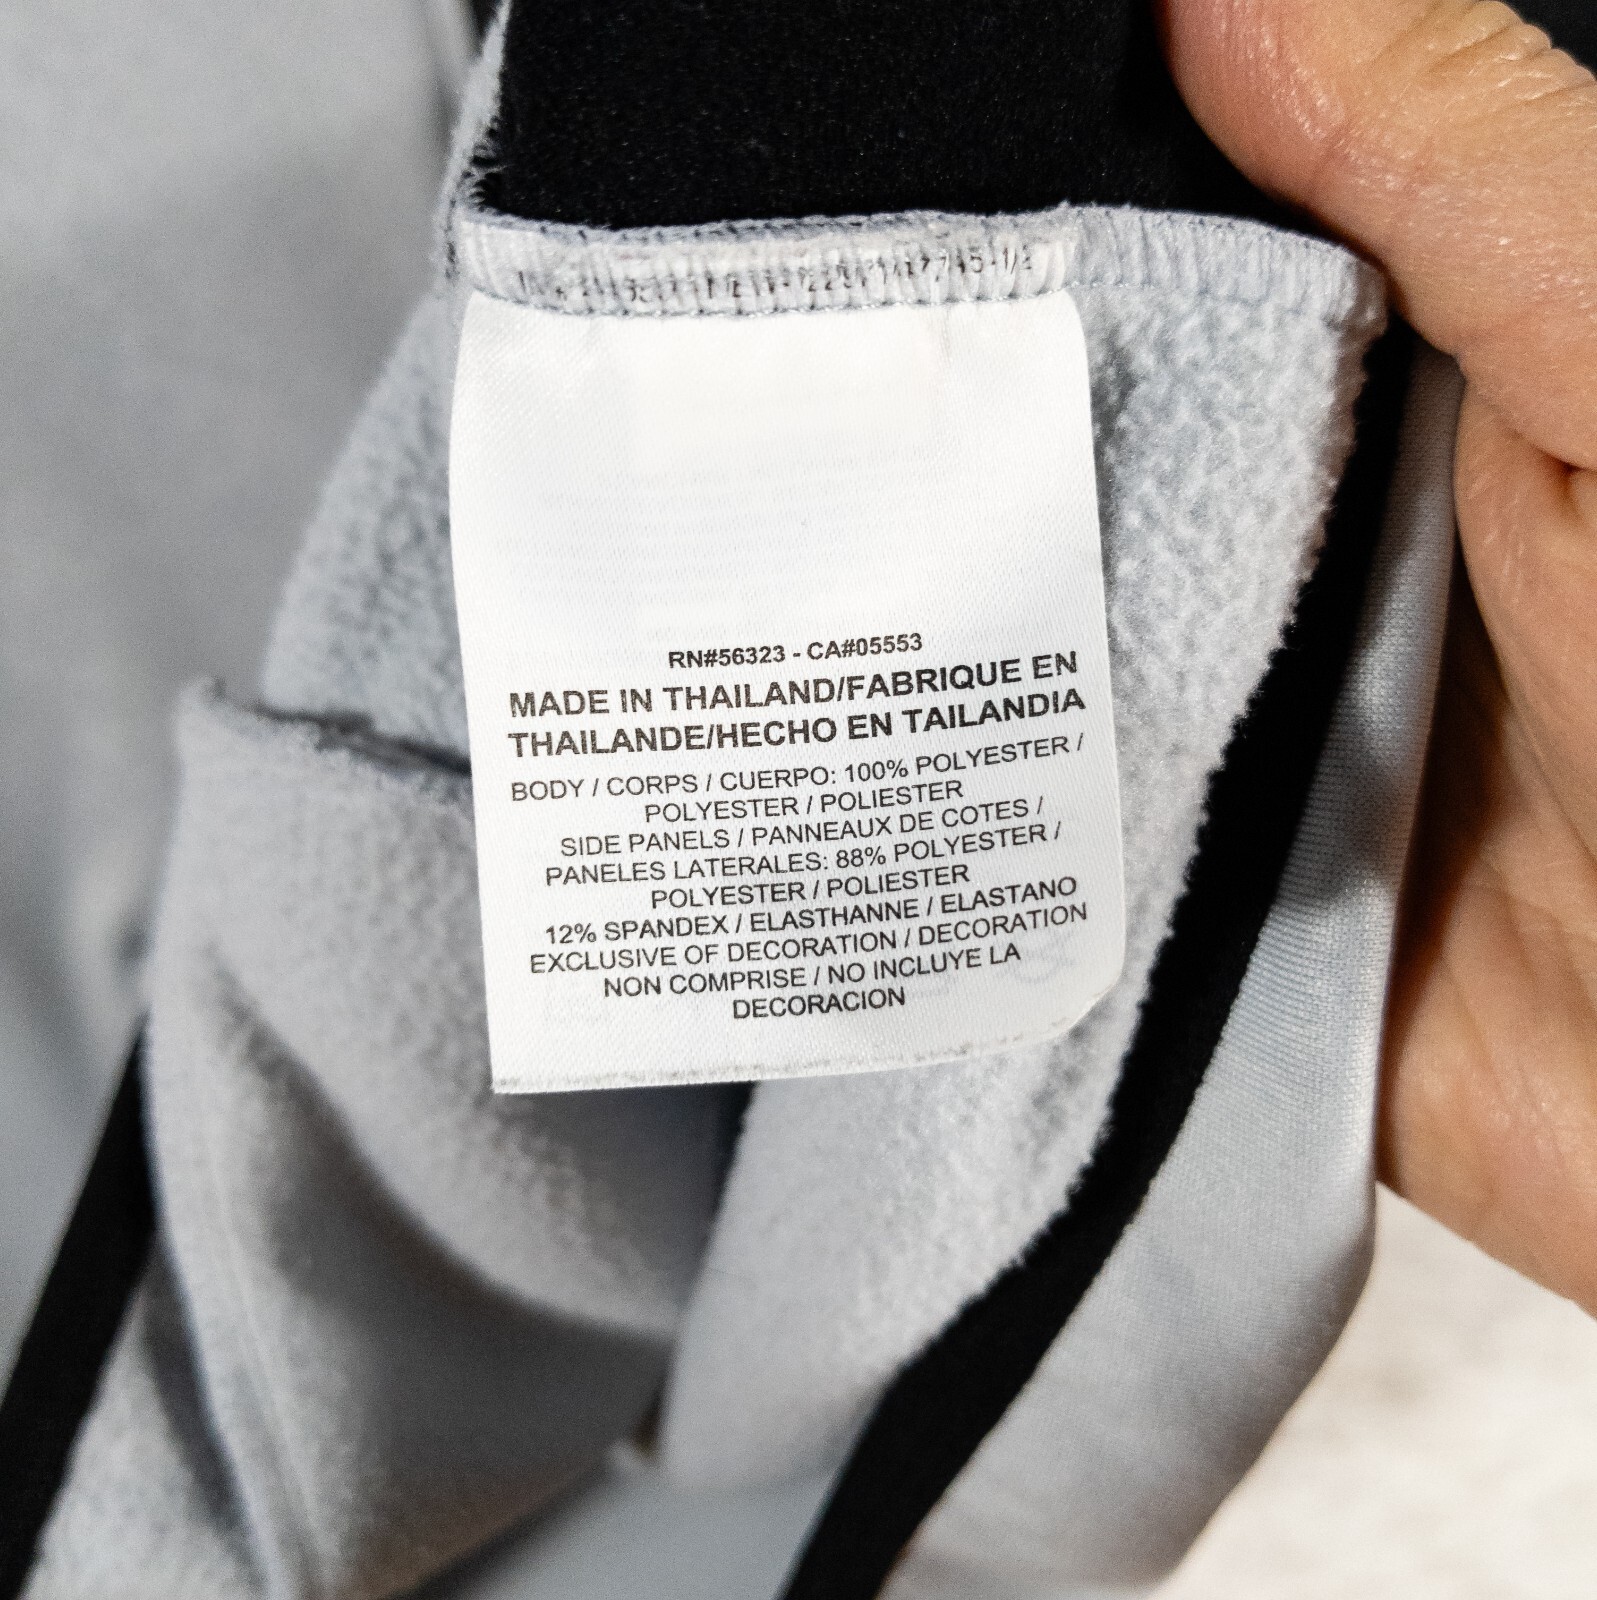 RN#56323 - CA#05553
MADE IN THAILAND/FABRIQUE EN
THAILANDE/HECHO EN TAILANDIA
BODY / CORPS / CUERPO: 100% POLYESTER /
POLYESTER / POLIESTER
SIDE PANELS / PANNEAUX DE COTES /
PANELES LATERALES: 88% POLYESTER /
POLYESTER / POLIESTER
12% SPANDEX / ELASTHANNE / ELASTANO
EXCLUSIVE OF DECORATION / DECORATION
NON COMPRISE / NO INCLUYE LA
DECORACION